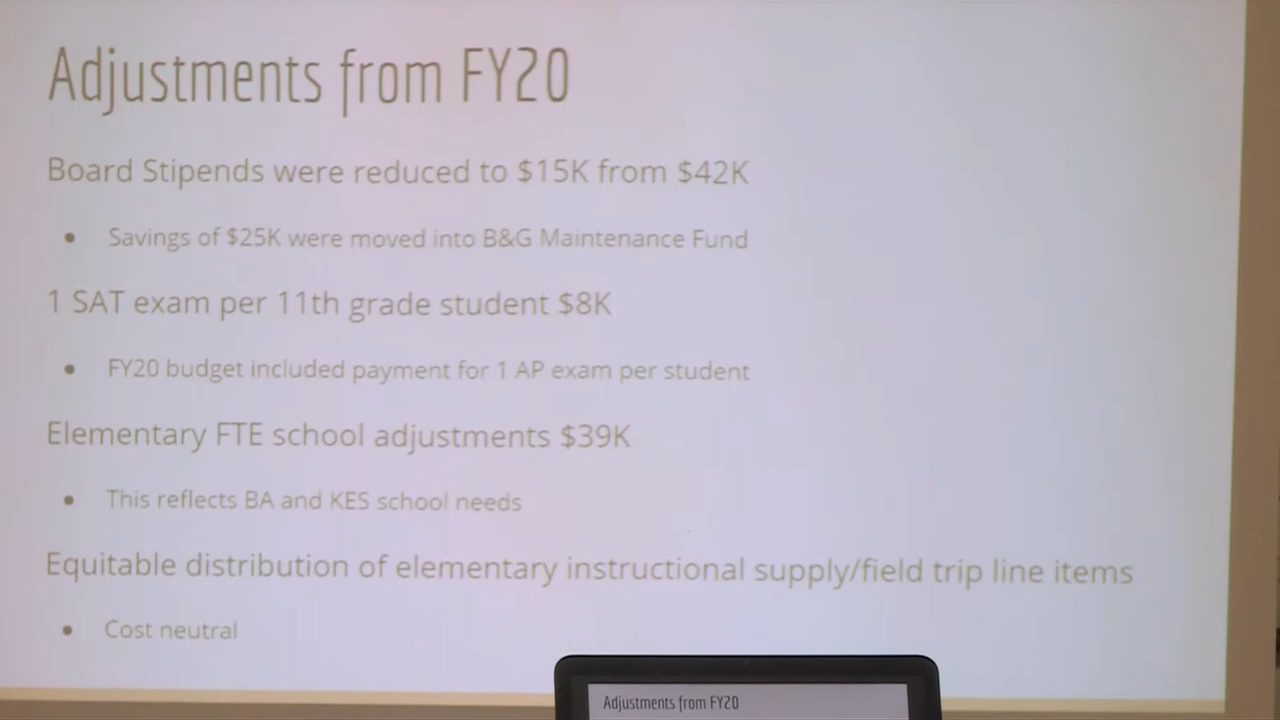 Adjustments from FY20
Board Stipends were reduced to $15K from $42K
• Savings of $25K were moved into B&G Maintenance Fund
1 SAT exam per 11th grade student $8K
• FY20 budget included payment for 1 AP exam per student
Elementary FTE school adjustments $39K
• This reflects BA and KES school needs
Equitable distribution of elementary instructional supply/field trip line items
• Cost neutral
Adjustments from FY20